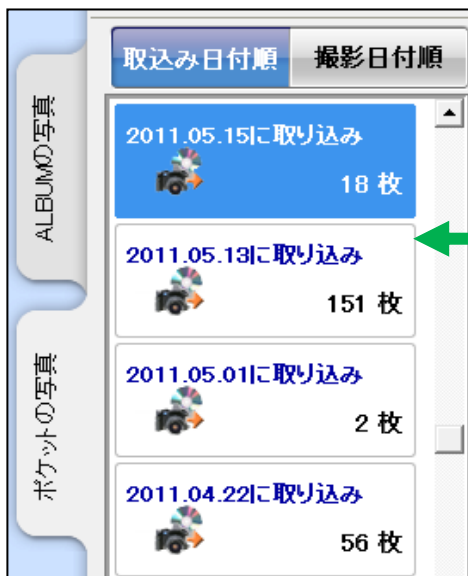 取込み日付順
撮影日付順
ALBUMの写真
ポケットの写真
2011.05.15に取り込み
18 枚
2011.05.13に取り込み
151 枚
2011.05.01に取り込み
2 枚
2011.04.22に取り込み
56 枚